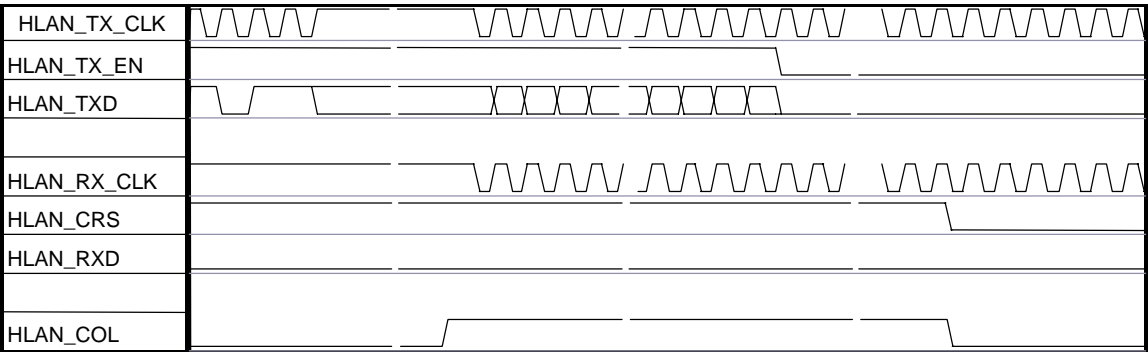 HLAN_TX_CLK
HLAN_TX_EN
HLAN_TXD
HLAN_RX_CLK
HLAN_CRS
HLAN_RXD
HLAN_COL